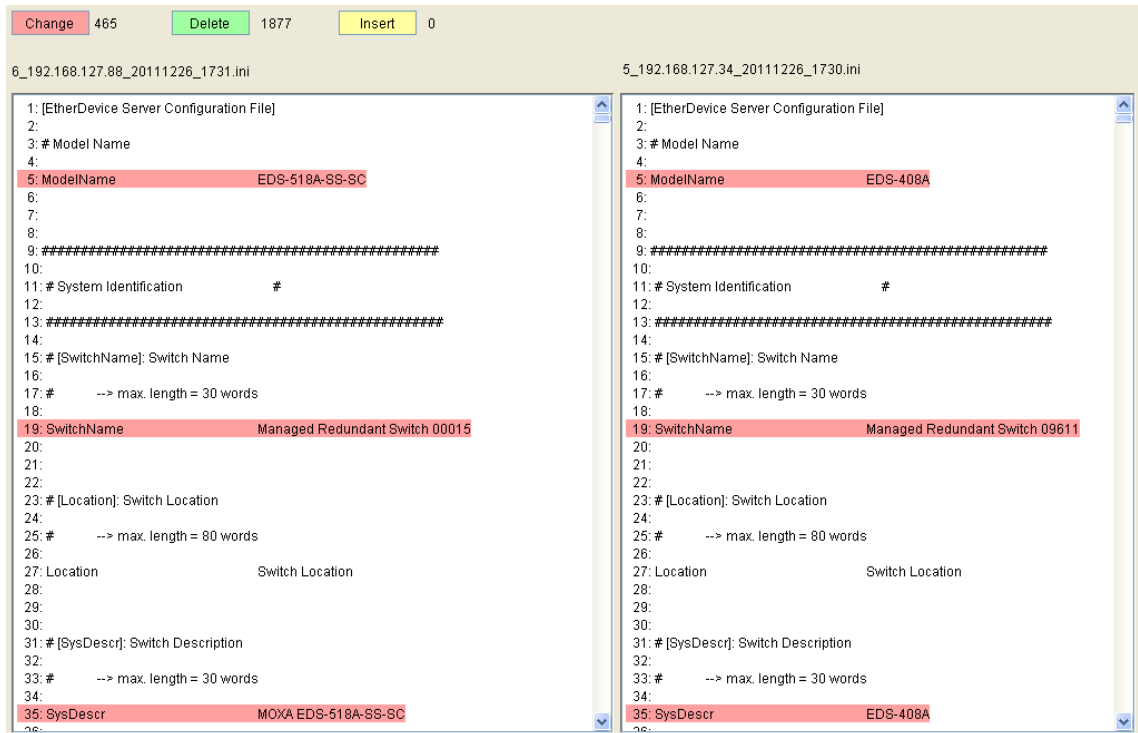 Change 465 Delete 1877 Insert 0
6_192.168.127.88_20111226_1731.ini
1: [EtherDevice Server Configuration File]
2:
3: # Model Name
4:
5: ModelName EDS-518A-SS-SC
6:
7:
8:
9: ##################################################
10:
11: # System Identification #
12:
13: ##################################################
14:
15: # [SwitchName]: Switch Name
16:
17: # --> max. length = 30 words
18:
19: SwitchName Managed Redundant Switch 00015
20:
21:
22:
23: # [Location]: Switch Location
24:
25: # --> max. length = 80 words
26:
27: Location Switch Location
28:
29:
30:
31: # [SysDescr]: Switch Description
32:
33: # --> max. length = 30 words
34:
35: SysDescr MOXA EDS-518A-SS-SC
5_192.168.127.34_20111226_1730.ini
1: [EtherDevice Server Configuration File]
2:
3: # Model Name
4:
5: ModelName EDS-408A
6:
7:
8:
9: ##################################################
10:
11: # System Identification #
12:
13: ##################################################
14:
15: # [SwitchName]: Switch Name
16:
17: # --> max. length = 30 words
18:
19: SwitchName Managed Redundant Switch 09611
20:
21:
22:
23: # [Location]: Switch Location
24:
25: # --> max. length = 80 words
26:
27: Location Switch Location
28:
29:
30:
31: # [SysDescr]: Switch Description
32:
33: # --> max. length = 30 words
34:
35: SysDescr EDS-408A